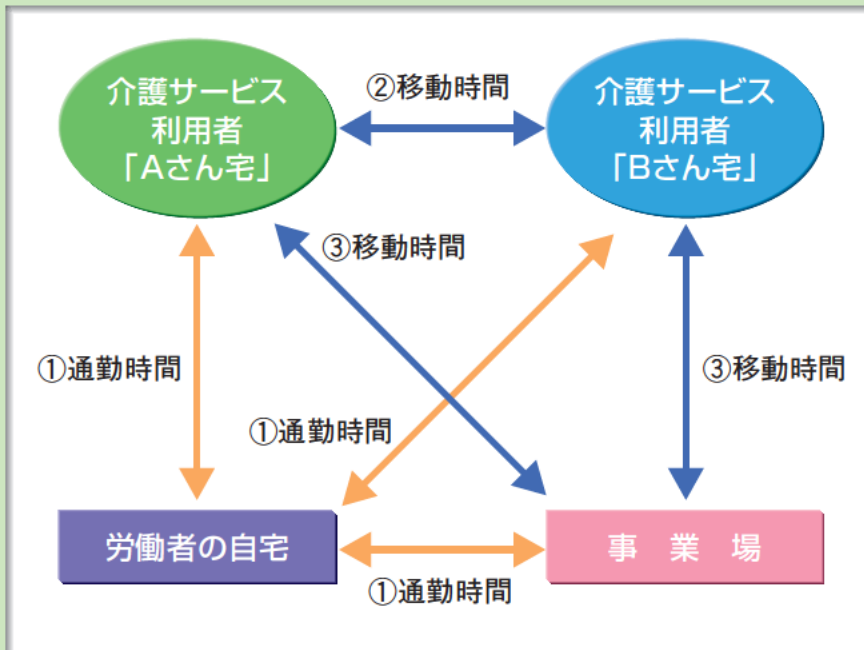 介護サービス
利用者
「Aさん宅」
②移動時間
介護サービス
利用者
「Bさん宅」
③移動時間
①通勤時間
③移動時間
①通勤時間
労働者の自宅
事 業 場
①通勤時間